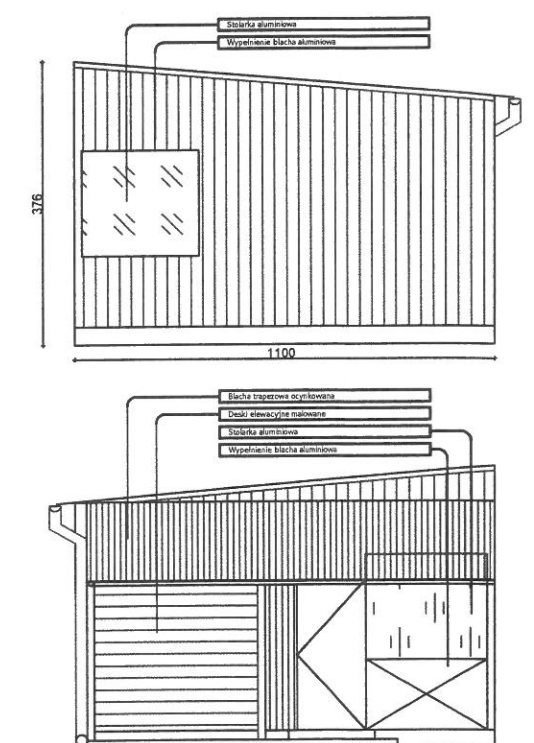 Stolarka aluminiowa
Wypełnienie blacha aluminiowa
376
1100
Blacha trapezowa ocynkowana
Deski elewacyjne malowane
Stolarka aluminiowa
Wypełnienie blacha aluminiowa